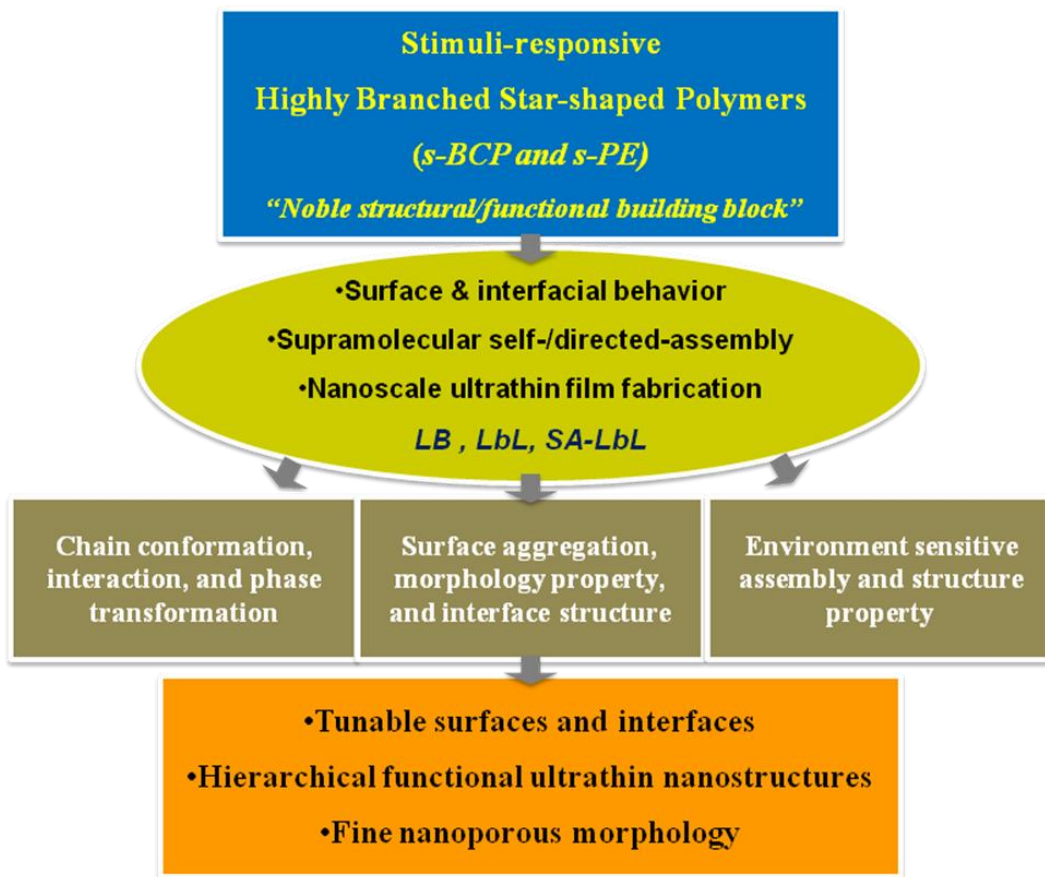 Stimuli-responsive
Highly Branched Star-shaped Polymers
(s-BCP and s-PE)
“Noble structural/functional building block”
•Surface & interfacial behavior
•Supramolecular self-/directed-assembly
•Nanoscale ultrathin film fabrication
LB , LbL, SA-LbL
Chain conformation,
interaction, and phase
transformation
Surface aggregation,
morphology property,
and interface structure
Environment sensitive
assembly and structure
property
•Tunable surfaces and interfaces
•Hierarchical functional ultrathin nanostructures
•Fine nanoporous morphology